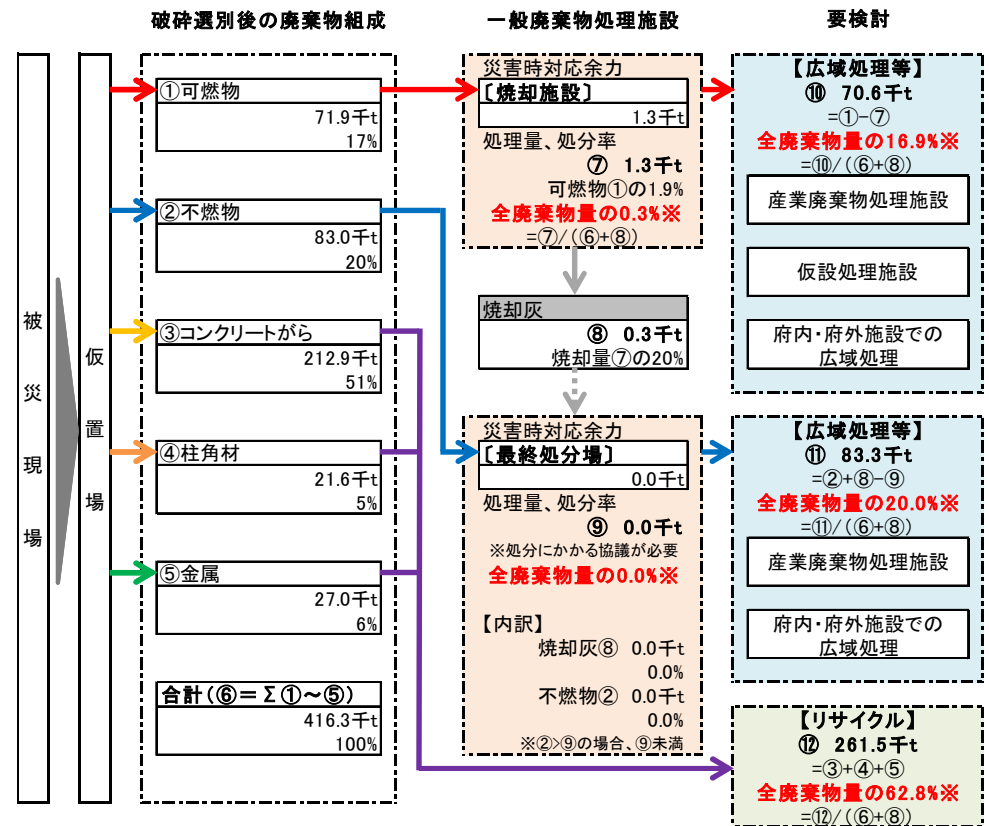 破砕選別後の廃棄物組成
一般廃棄物処理施設
要検討
被災現場
仮置場
①可燃物
71.9千t
17%
②不燃物
83.0千t
20%
③コンクリートがら
212.9千t
51%
④柱角材
21.6千t
5%
⑤金属
27.0千t
6%
合計(⑥=Σ①~⑤)
416.3千t
100%
災害時対応余力
〔焼却施設〕
1.3千t
処理量、処分率
⑦ 1.3千t
可燃物①の1.9%
全廃棄物量の0.3%※
=⑦/(⑥+⑧)
焼却灰
⑧ 0.3千t
焼却量⑦の20%
災害時対応余力
〔最終処分場〕
0.0千t
処理量、処分率
⑨ 0.0千t
※処分にかかる協議が必要
全廃棄物量の0.0%※
【内訳】
焼却灰⑧ 0.0千t
0.0%
不燃物② 0.0千t
0.0%
※②>⑨の場合、⑨未満
【広域処理等】
⑩ 70.6千t
=①-⑦
全廃棄物量の16.9%※
=⑩/(⑥+⑧)
産業廃棄物処理施設
仮設処理施設
府内・府外施設での
広域処理
【広域処理等】
⑪ 83.3千t
=②+⑧-⑨
全廃棄物量の20.0%※
=⑪/(⑥+⑧)
産業廃棄物処理施設
府内・府外施設での
広域処理
【リサイクル】
⑫ 261.5千t
=③+④+⑤
全廃棄物量の62.8%※
=⑫/(⑥+⑧)